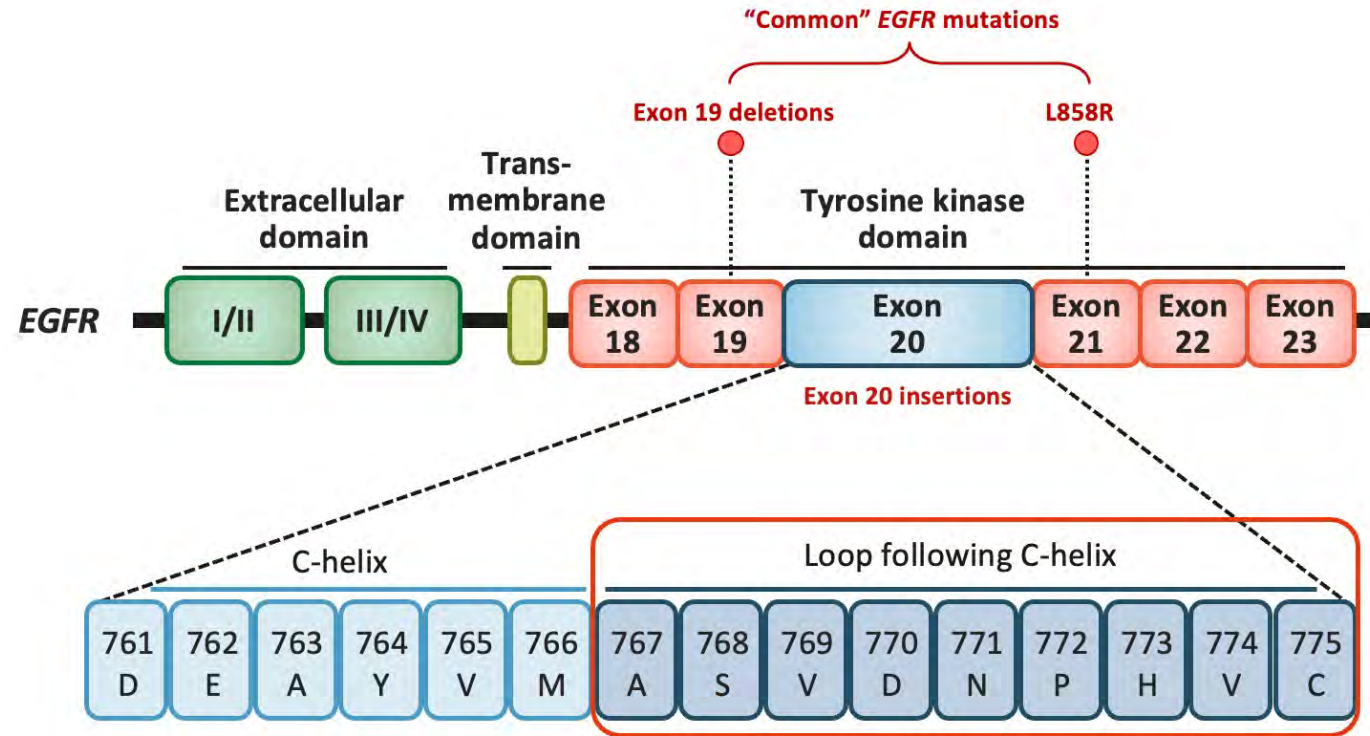 “Common” EGFR mutations
Exon 19 deletions
L858R
Extracellular
domain
Trans-
membrane
domain
Tyrosine kinase
domain
EGFR
I/II
III/IV
Exon
18
Exon
19
Exon
20
Exon
21
Exon
22
Exon
23
Exon 20 insertions
C-helix
Loop following C-helix
761
D
762
E
763
A
764
Y
765
V
766
M
767
A
768
S
769
V
770
D
771
N
772
P
773
H
774
V
775
C